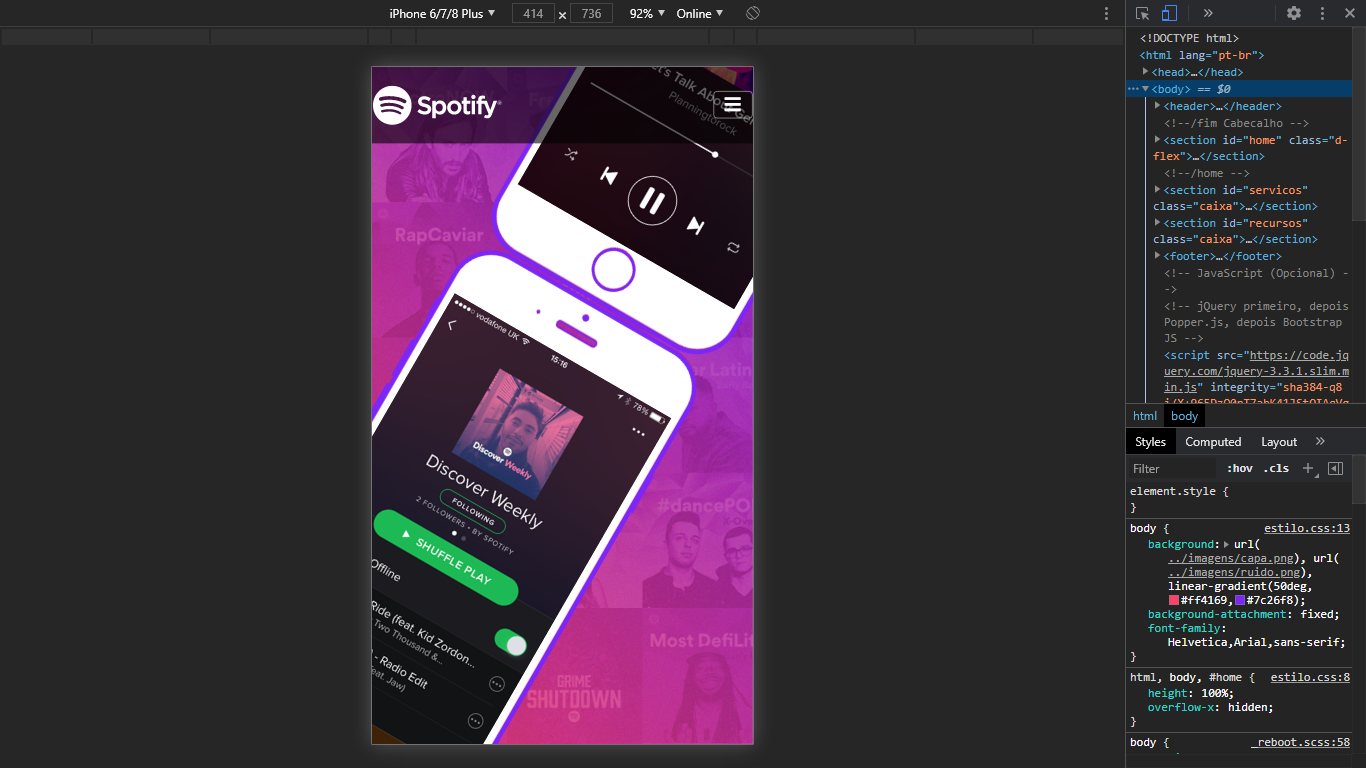 iPhone 6/7/8 Plus ▼ 414 x 736 92% ▼ Online ▼
Spotify®
Let's Talk About Gen
Planningtorock
RapCaviar
vodafone UK
15:16
78%
Discover Weekly
Discover Weekly
FOLLOWING
2 FOLLOWERS • BY SPOTIFY
SHUFFLE PLAY
Offline
Ride (feat. Kid Zordon...
Two Thousand &...
- Radio Edit
feat. Jaw)
Latin
#dancePO
Most DefiLit
GRIME
SHUTDOWN
<!DOCTYPE html>
<html lang="pt-br">
<head>…</head>
<body> == $0
<header>…</header>
<!--/fim Cabecalho -->
<section id="home" class="d-
flex">…</section>
<!--/home -->
<section id="servicos"
class="caixa">…</section>
<section id="recursos"
class="caixa">…</section>
<footer>…</footer>
<!-- JavaScript (Opcional) -
->
<!-- jQuery primeiro, depois
Popper.js, depois Bootstrap
JS -->
<script src="https://code.jq
uery.com/jquery-3.3.1.slim.m
in.js" integrity="sha384-q8
html body
Styles Computed Layout »
Filter :hov .cls +
element.style {
}
body { estilo.css:13
background: url(
../imagens/capa.png), url(
../imagens/ruido.png),
linear-gradient(50deg,
#ff4169, #7c26f8);
background-attachment: fixed;
font-family:
Helvetica,Arial,sans-serif;
}
html, body, #home { estilo.css:8
height: 100%;
overflow-x: hidden;
}
body { _reboot.scss:58